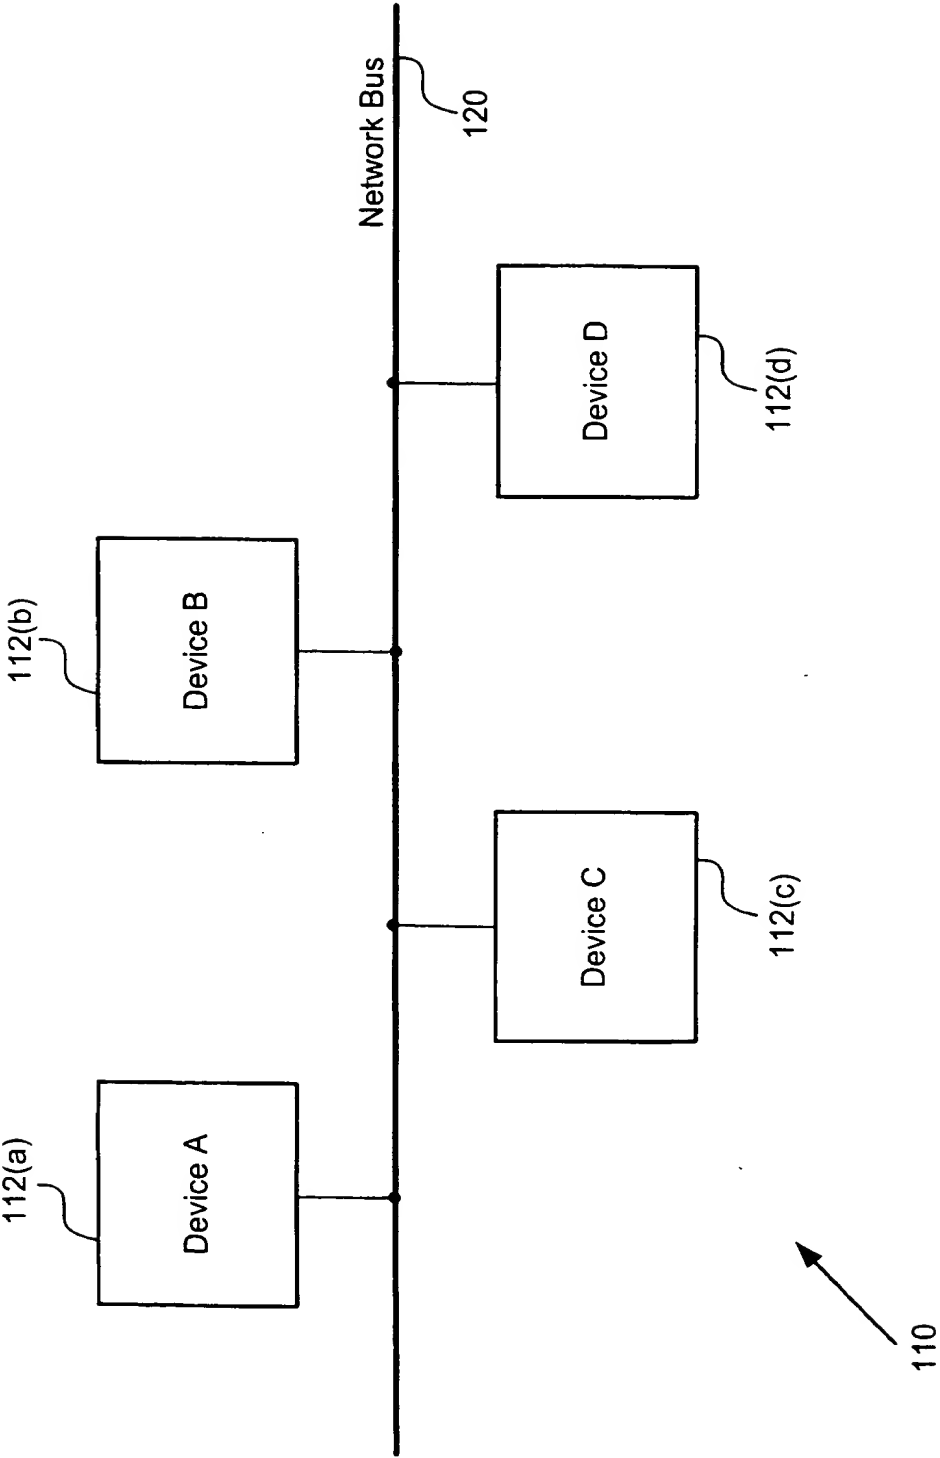 112(a)
112(b)
Device A
Device B
Network Bus
120
Device C
Device D
112(c)
112(d)
110